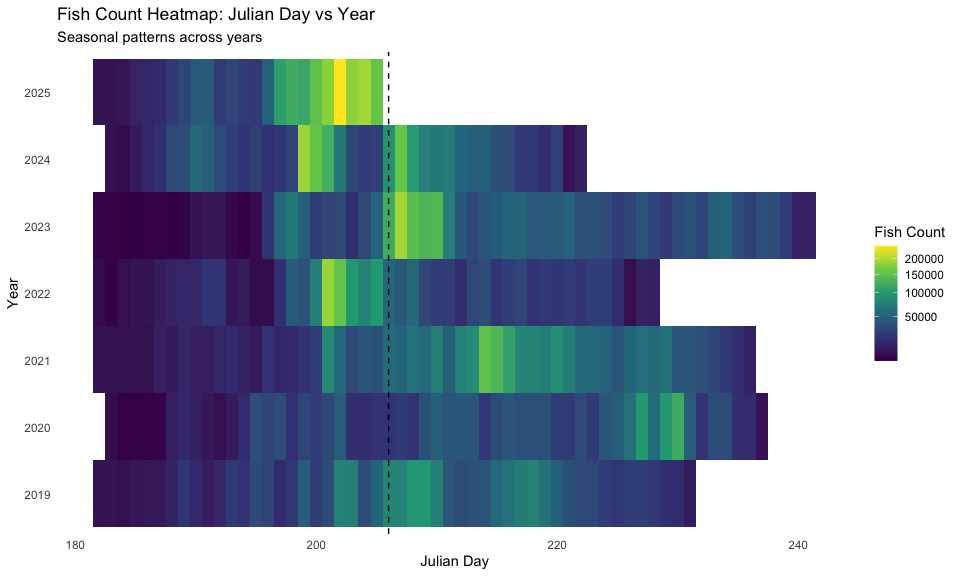 Fish Count Heatmap: Julian Day vs Year
Seasonal patterns across years
2025
2024
2023
2022
2021
2020
2019
Year
180 200 220 240
Julian Day
Fish Count
200000
150000
100000
50000